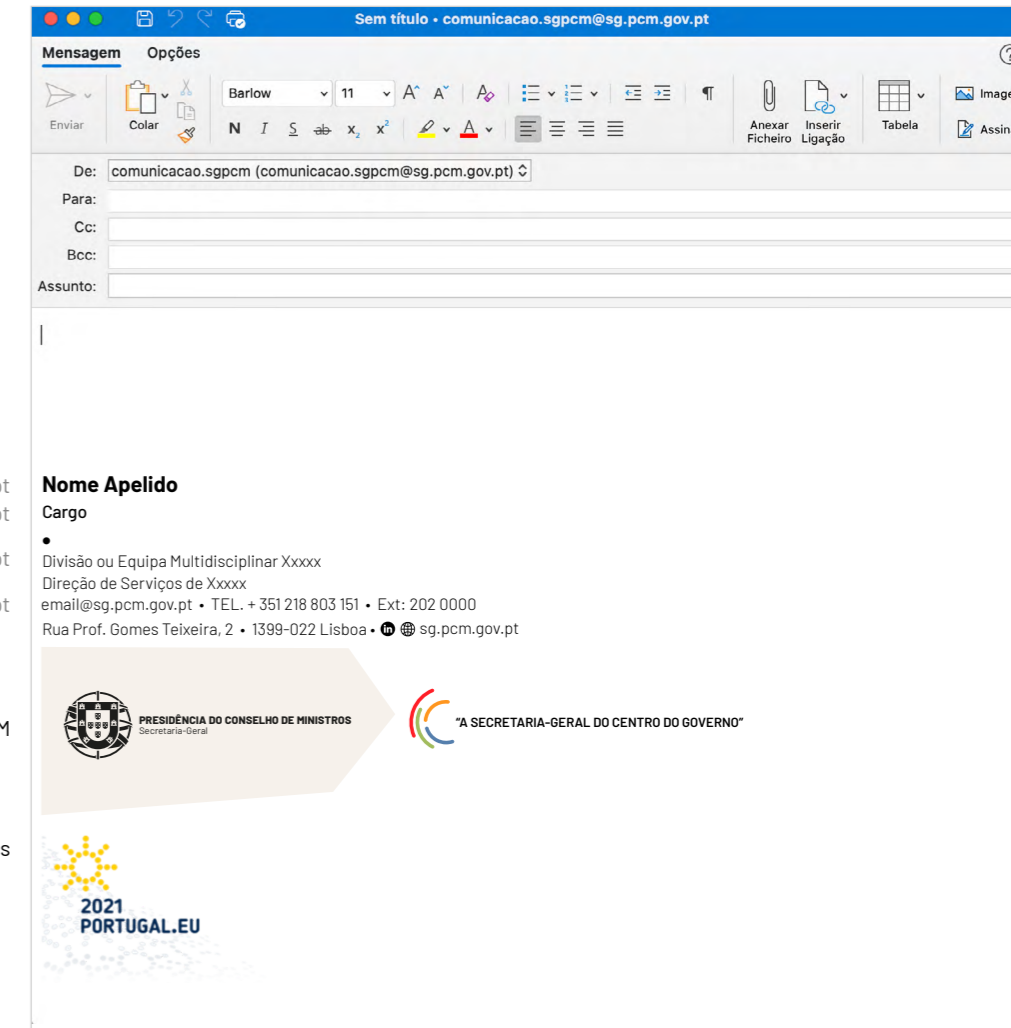 Sem título • comunicacao.sgpcm@sg.pcm.gov.pt
Mensagem Opções
Enviar
Colar
Barlow 11
N I S ab x₂ x²
A
¶
Anexar Ficheiro
Inserir Ligação
Tabela
Image
Assin
De: comunicacao.sgpcm (comunicacao.sgpcm@sg.pcm.gov.pt)
Para:
Cc:
Bcc:
Assunto:
Nome Apelido
Cargo
•
Divisão ou Equipa Multidisciplinar Xxxxx
Direção de Serviços de Xxxxx
email@sg.pcm.gov.pt • TEL. + 351 218 803 151 • Ext: 202 0000
Rua Prof. Gomes Teixeira, 2 • 1399-022 Lisboa • in sg.pcm.gov.pt
PRESIDÊNCIA DO CONSELHO DE MINISTROS
Secretaria-Geral
"A SECRETARIA-GERAL DO CENTRO DO GOVERNO"
2021
PORTUGAL.EU